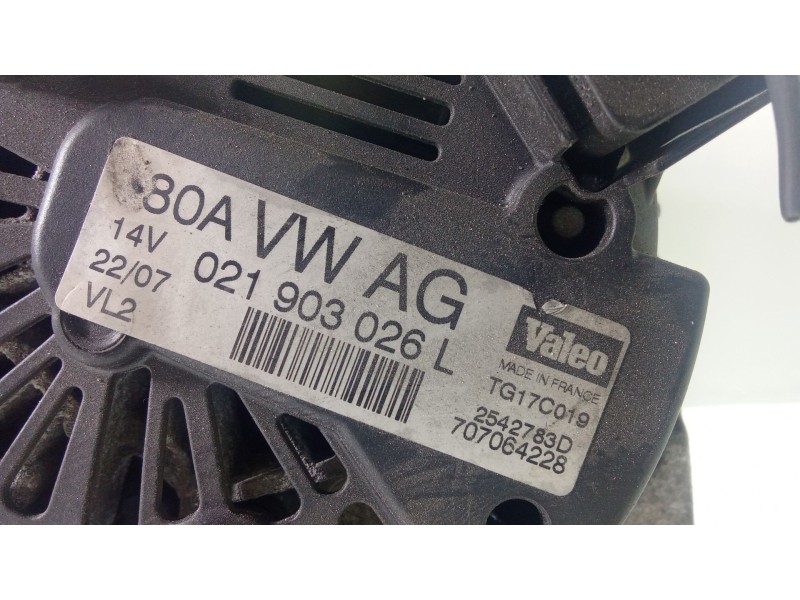 80A VW AG
14V
22/07
021 903 026 L
VL2
Valeo
MADE IN FRANCE
TG17C019
2542783D
707064228